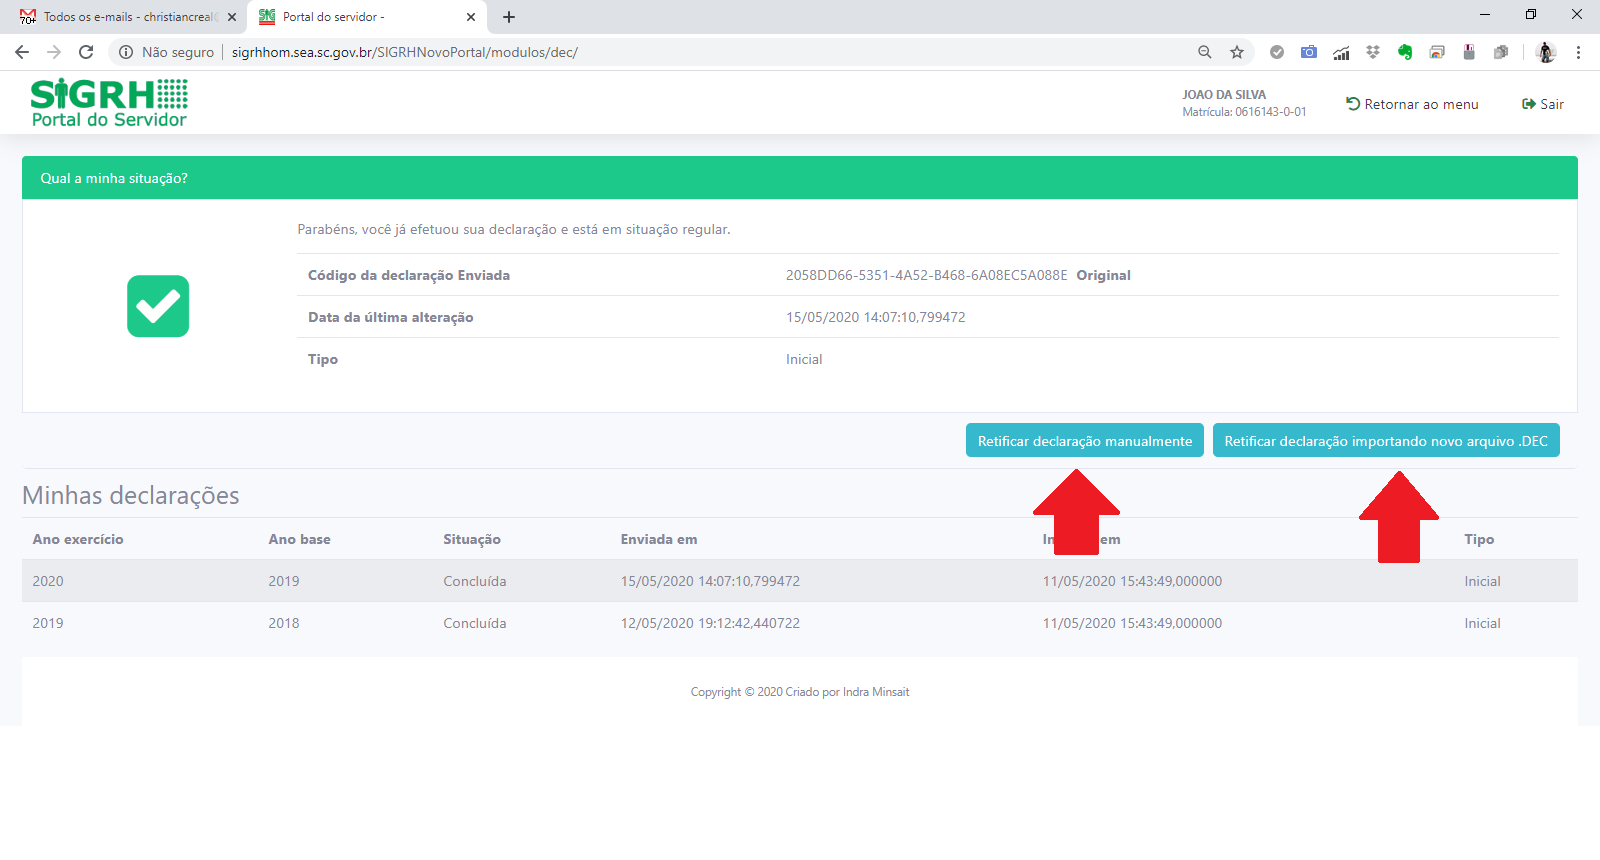 70+ Todos os e-mails - christiancreal
Portal do servidor -
Não seguro | sigrhhom.sea.sc.gov.br/SIGRHNovoPortal/modulos/dec/
SIGRH
Portal do Servidor
JOAO DA SILVA
Matrícula: 0616143-0-01
Retornar ao menu
Sair
Qual a minha situação?
Parabéns, você já efetuou sua declaração e está em situação regular.
Código da declaração Enviada 2058DD66-5351-4A52-B468-6A08EC5A088E Original
Data da última alteração 15/05/2020 14:07:10,799472
Tipo Inicial
Retificar declaração manualmente Retificar declaração importando novo arquivo .DEC
Minhas declarações
Ano exercício Ano base Situação Enviada em em Tipo
2020 2019 Concluída 15/05/2020 14:07:10,799472 11/05/2020 15:43:49,000000 Inicial
2019 2018 Concluída 12/05/2020 19:12:42,440722 11/05/2020 15:43:49,000000 Inicial
Copyright © 2020 Criado por Indra Minsait